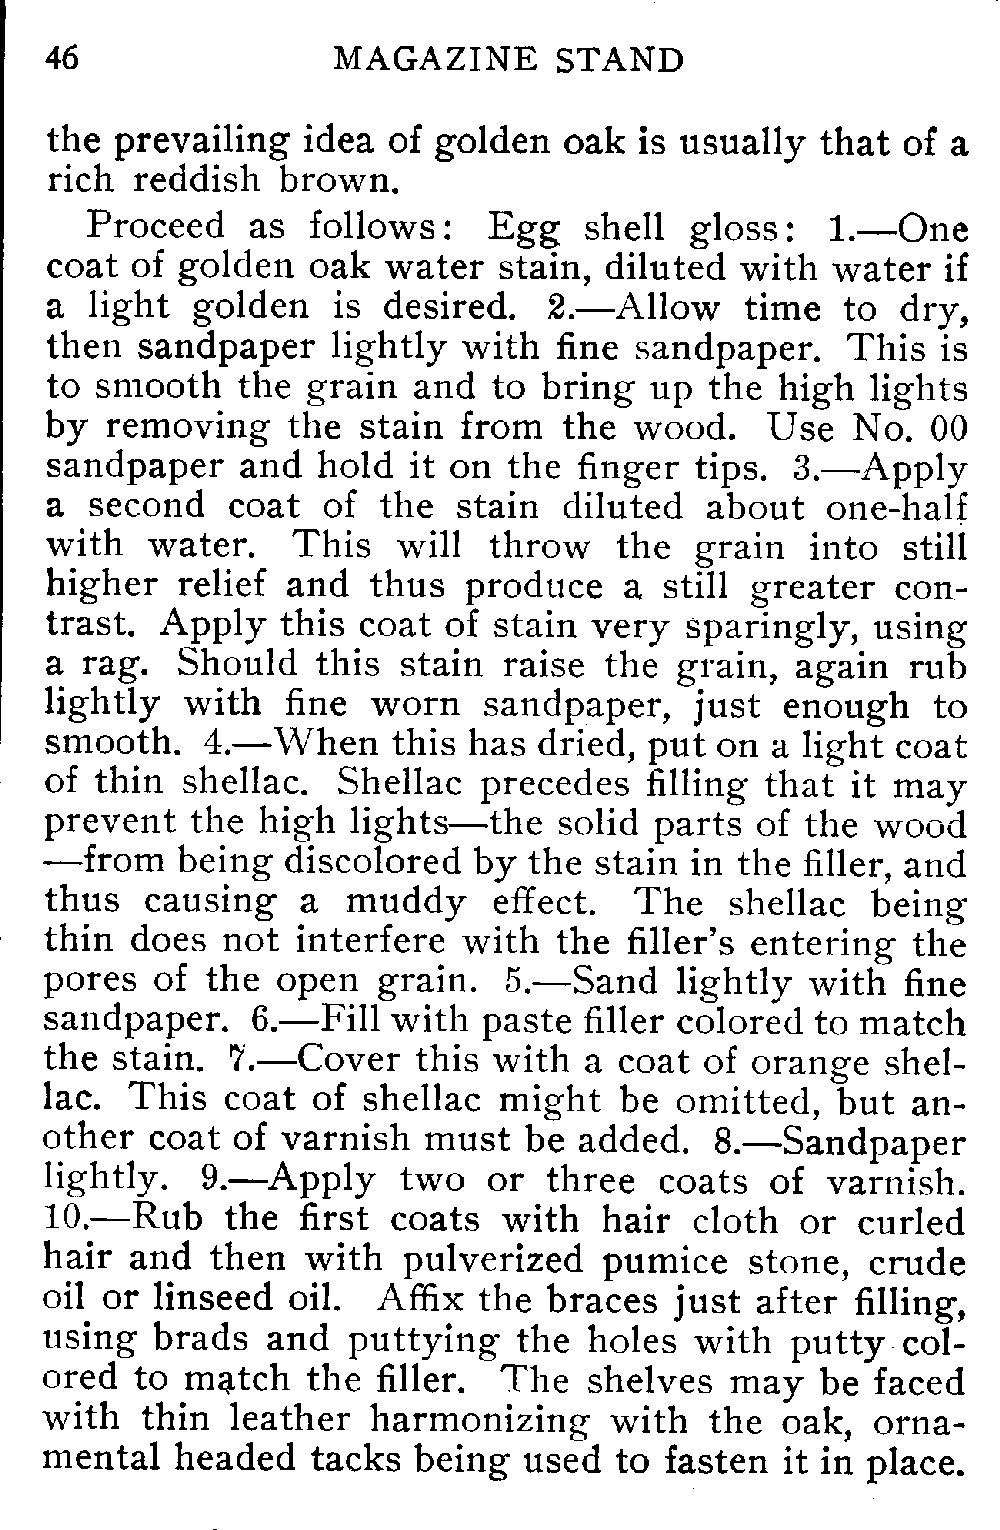 46 MAGAZINE STAND
the prevailing idea of golden oak is usually that of a
rich reddish brown.
Proceed as follows: Egg shell gloss: 1.—One
coat of golden oak water stain, diluted with water if
a light golden is desired. 2.—Allow time to dry,
then sandpaper lightly with fine sandpaper. This is
to smooth the grain and to bring up the high lights
by removing the stain from the wood. Use No. 00
sandpaper and hold it on the finger tips. 3.—Apply
a second coat of the stain diluted about one-half
with water. This will throw the grain into still
higher relief and thus produce a still greater con-
trast. Apply this coat of stain very sparingly, using
a rag. Should this stain raise the grain, again rub
lightly with fine worn sandpaper, just enough to
smooth. 4.—When this has dried, put on a light coat
of thin shellac. Shellac precedes filling that it may
prevent the high lights—the solid parts of the wood
—from being discolored by the stain in the filler, and
thus causing a muddy effect. The shellac being
thin does not interfere with the filler's entering the
pores of the open grain. 5.—Sand lightly with fine
sandpaper. 6.—Fill with paste filler colored to match
the stain. 7.—Cover this with a coat of orange shel-
lac. This coat of shellac might be omitted, but an-
other coat of varnish must be added. 8.—Sandpaper
lightly. 9.—Apply two or three coats of varnish.
10.—Rub the first coats with hair cloth or curled
hair and then with pulverized pumice stone, crude
oil or linseed oil. Affix the braces just after filling,
using brads and puttying the holes with putty col-
ored to match the filler. The shelves may be faced
with thin leather harmonizing with the oak, orna-
mental headed tacks being used to fasten it in place.